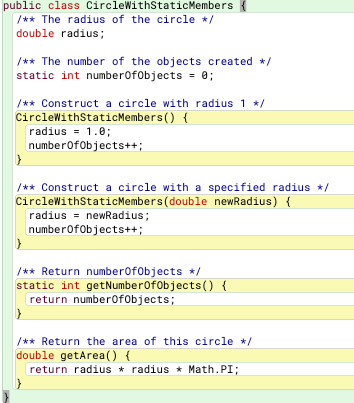 public class CircleWithStaticMembers {
/** The radius of the circle */
double radius;
/** The number of the objects created */
static int numberOfObjects = 0;
/** Construct a circle with radius 1 */
CircleWithStaticMembers() {
radius = 1.0;
numberOfObjects++;
}
/** Construct a circle with a specified radius */
CircleWithStaticMembers(double newRadius) {
radius = newRadius;
numberOfObjects++;
}
/** Return numberOfObjects */
static int getNumberOfObjects() {
return numberOfObjects;
}
/** Return the area of this circle */
double getArea() {
return radius * radius * Math.PI;
}
}